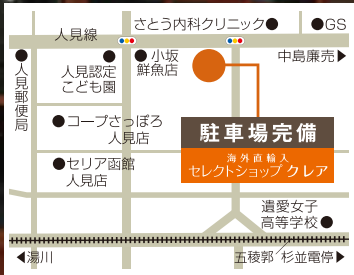 さとう内科クリニック
GS
人見線
中島廉売▶
人見郵便局
人見認定
こども園
小坂
鮮魚店
コープさっぽろ
人見店
駐車場完備
海外直輸入
セレクトショップ クレア
セリア函館
人見店
遺愛女子
高等学校
◀湯川
五稜郭
杉並電停▶